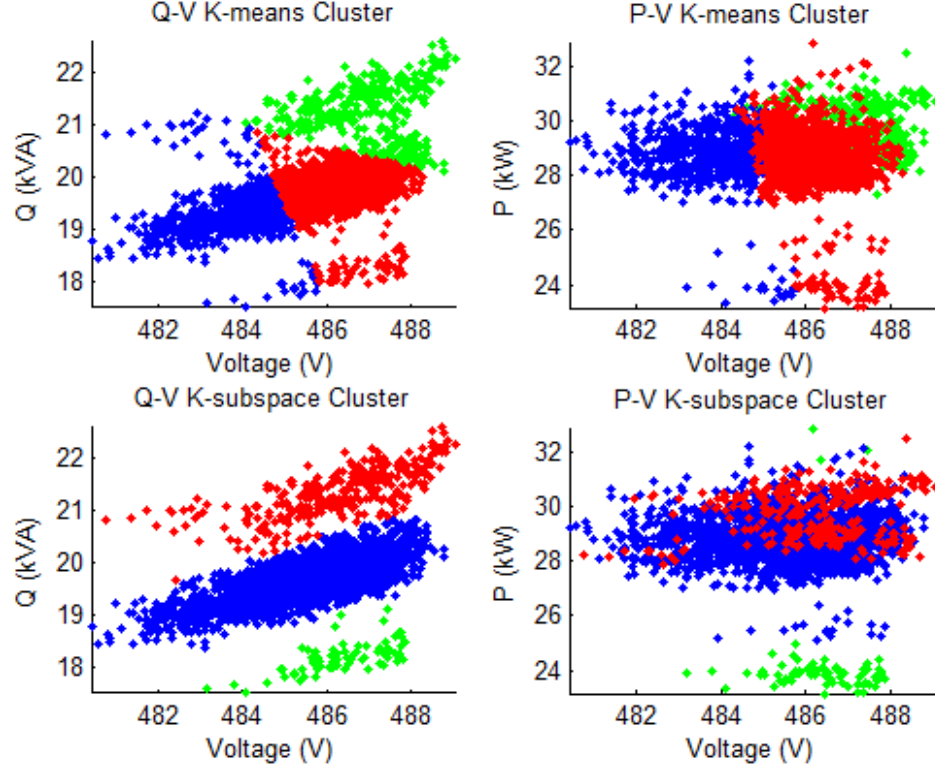 Q-V K-means Cluster
P-V K-means Cluster
22
21
20
19
18
Q (kVA)
482 484 486 488
Voltage (V)
32
30
28
26
24
P (kW)
482 484 486 488
Voltage (V)
Q-V K-subspace Cluster
P-V K-subspace Cluster
22
21
20
19
18
Q (kVA)
482 484 486 488
Voltage (V)
32
30
28
26
24
P (kW)
482 484 486 488
Voltage (V)